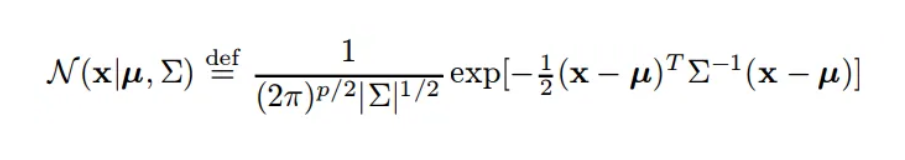 𝒩(𝐱|𝝁, Σ) ≝ 1 / ((2π)^{p/2}|Σ|^{1/2}) exp[−½(𝐱 − 𝝁)^T Σ^{−1}(𝐱 − 𝝁)]